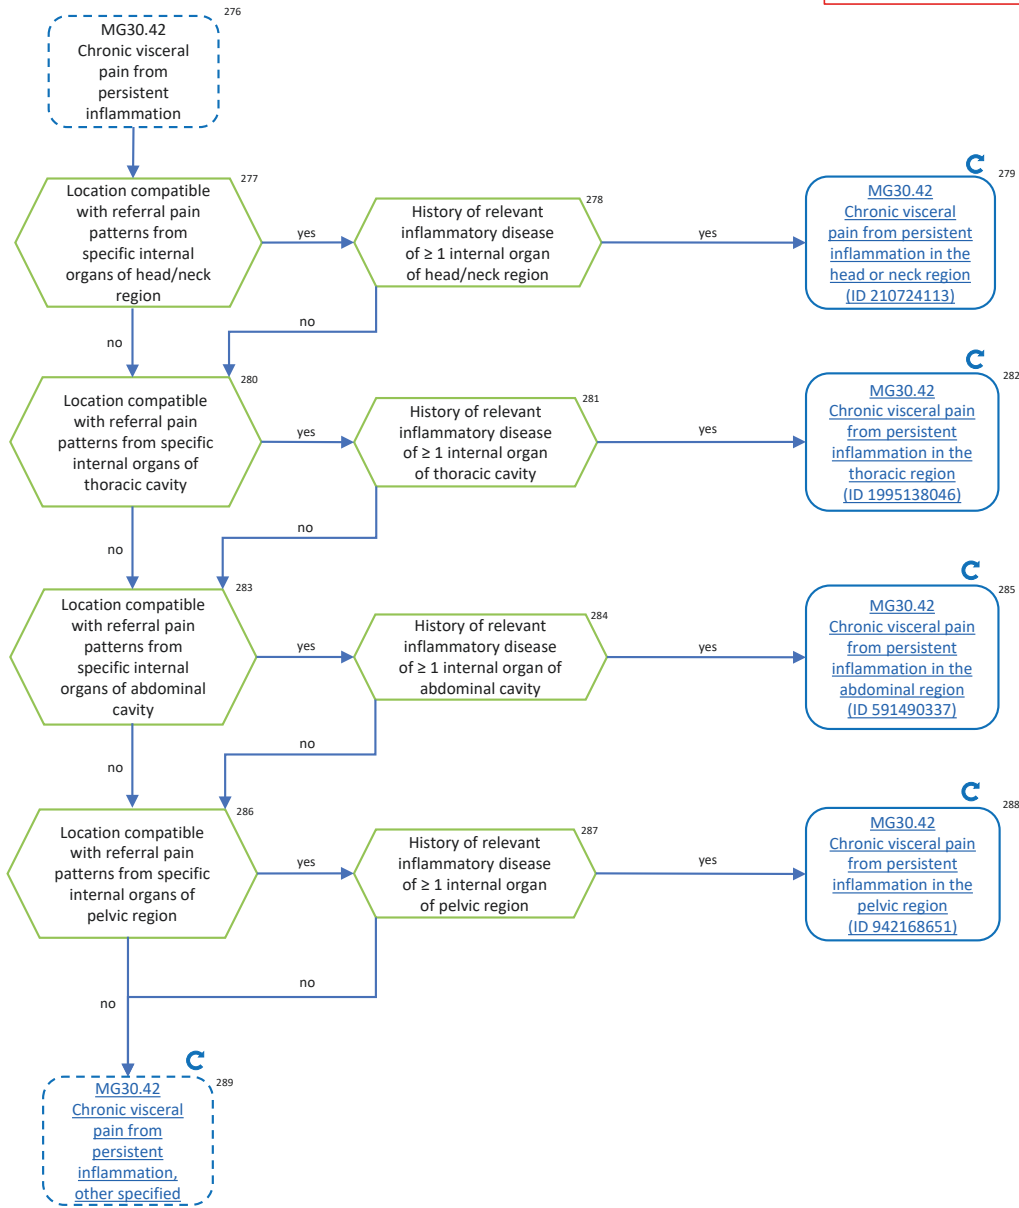 276
MG30.42
Chronic visceral
pain from
persistent
inflammation
277
Location compatible
with referral pain
patterns from
specific internal
organs of head/neck
region
yes
278
History of relevant
inflammatory disease
of ≥ 1 internal organ
of head/neck region
yes
279
MG30.42
Chronic visceral
pain from persistent
inflammation in the
head or neck region
(ID 210724113)
no
no
280
Location compatible
with referral pain
patterns from specific
internal organs of
thoracic cavity
yes
281
History of relevant
inflammatory disease
of ≥ 1 internal organ
of thoracic cavity
yes
282
MG30.42
Chronic visceral pain
from persistent
inflammation in the
thoracic region
(ID 1995138046)
no
no
283
Location compatible
with referral pain
patterns from
specific internal
organs of abdominal
cavity
yes
284
History of relevant
inflammatory disease
of ≥ 1 internal organ of
abdominal cavity
yes
285
MG30.42
Chronic visceral pain
from persistent
inflammation in the
abdominal region
(ID 591490337)
no
no
286
Location compatible
with referral pain
patterns from specific
internal organs of
pelvic region
yes
287
History of relevant
inflammatory disease
of ≥ 1 internal organ
of pelvic region
yes
288
MG30.42
Chronic visceral pain
from persistent
inflammation in the
pelvic region
(ID 942168651)
no
no
289
MG30.42
Chronic visceral
pain from
persistent
inflammation,
other specified